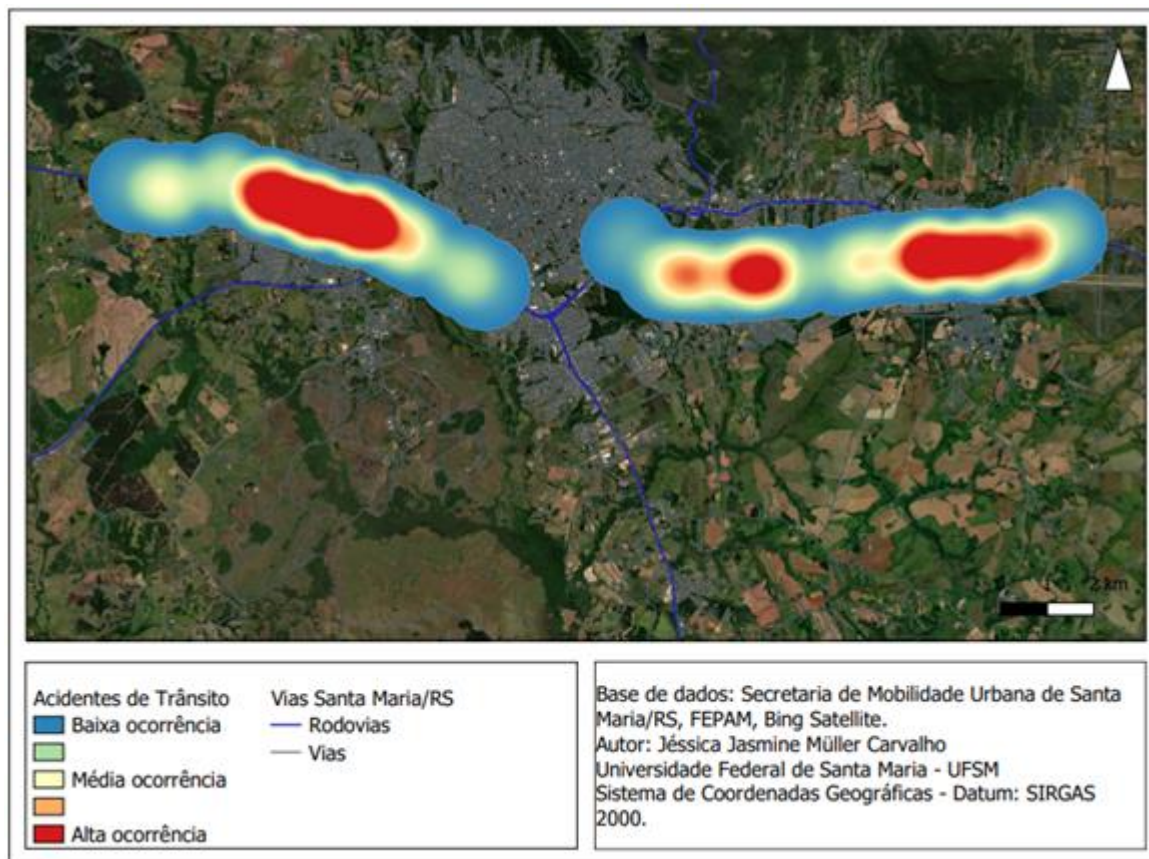 2 km
Acidentes de Trânsito
Baixa ocorrência
Média ocorrência
Alta ocorrência
Vias Santa Maria/RS
Rodovias
Vias
Base de dados: Secretaria de Mobilidade Urbana de Santa
Maria/RS, FEPAM, Bing Satellite.
Autor: Jéssica Jasmine Müller Carvalho
Universidade Federal de Santa Maria - UFSM
Sistema de Coordenadas Geográficas - Datum: SIRGAS
2000.